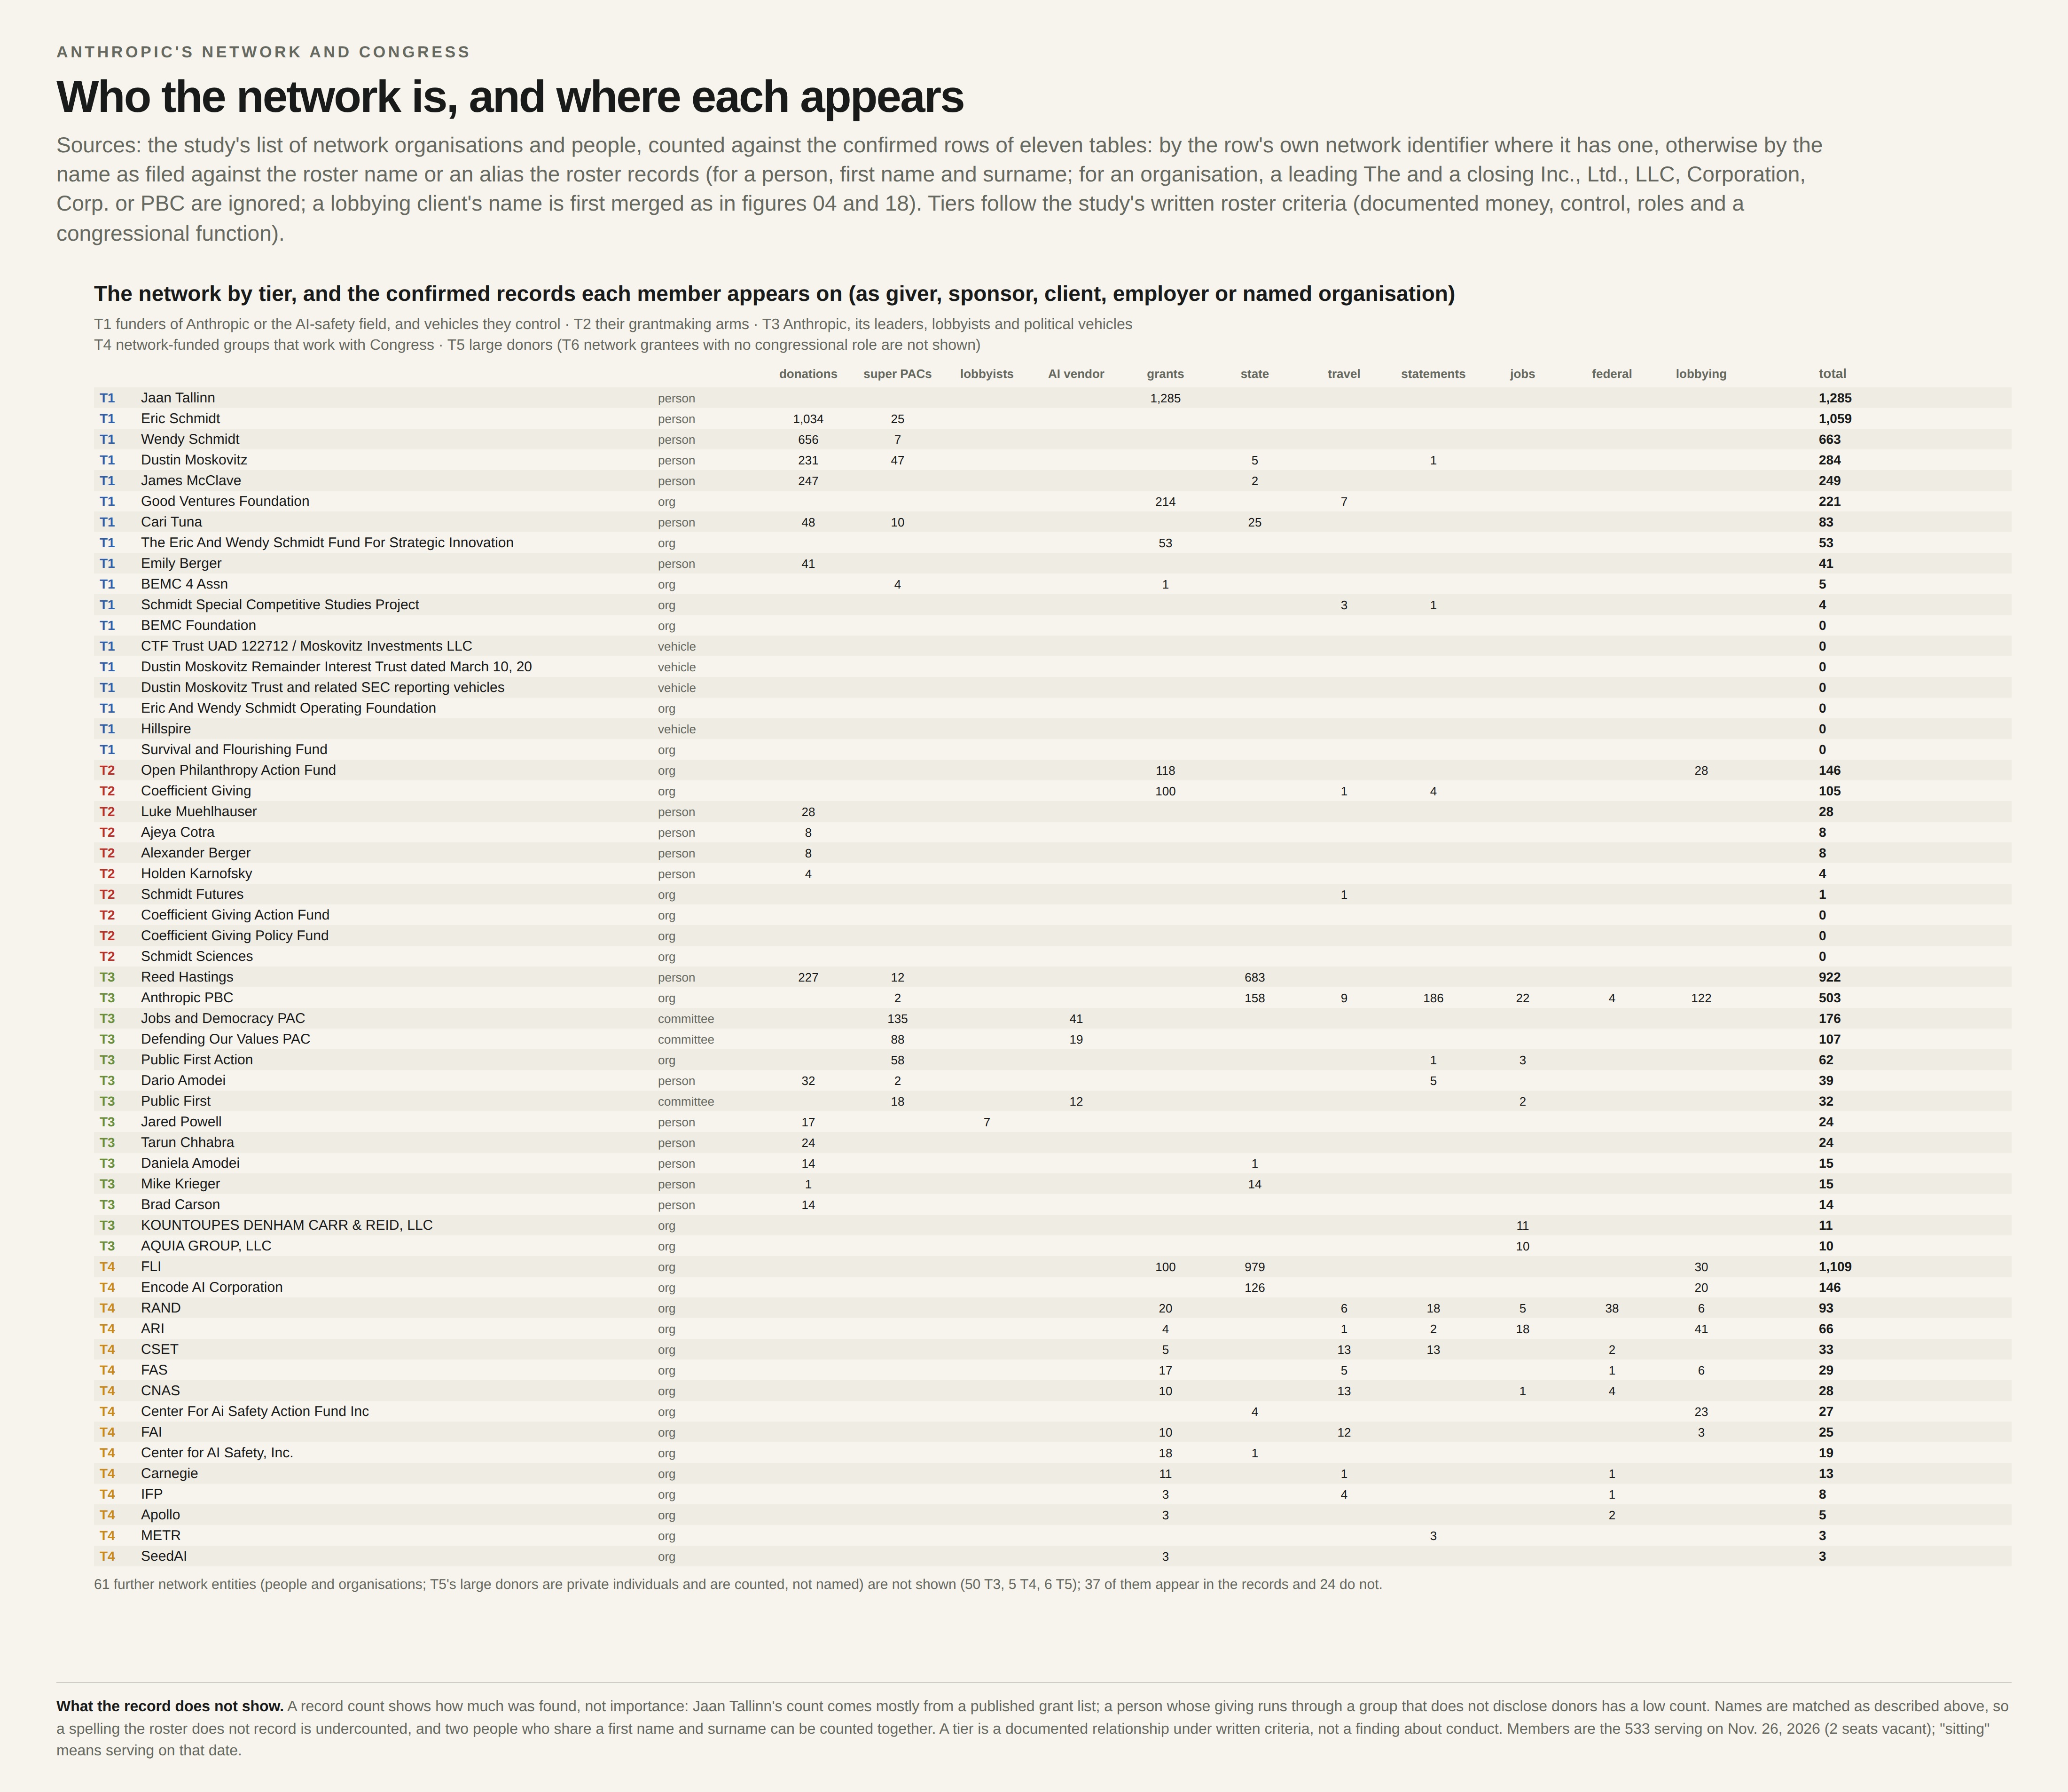 ANTHROPIC'S NETWORK AND CONGRESS
Who the network is, and where each appears
Sources: the study's list of network organisations and people, counted against the confirmed rows of eleven tables: by the row's own network identifier where it has one, otherwise by the
name as filed against the roster name or an alias the roster records (for a person, first name and surname; for an organisation, a leading The and a closing Inc., Ltd., LLC, Corporation,
Corp. or PBC are ignored; a lobbying client's name is first merged as in figures 04 and 18). Tiers follow the study's written roster criteria (documented money, control, roles and a
congressional function).
The network by tier, and the confirmed records each member appears on (as giver, sponsor, client, employer or named organisation)
T1 funders of Anthropic or the AI-safety field, and vehicles they control · T2 their grantmaking arms · T3 Anthropic, its leaders, lobbyists and political vehicles
T4 network-funded groups that work with Congress · T5 large donors (T6 network grantees with no congressional role are not shown)
donations super PACs lobbyists AI vendor grants state travel statements jobs federal lobbying total
T1 Jaan Tallinn person 1,285 1,285
T1 Eric Schmidt person 1,034 25 1,059
T1 Wendy Schmidt person 656 7 663
T1 Dustin Moskovitz person 231 47 5 1 284
T1 James McClave person 247 2 249
T1 Good Ventures Foundation org 214 7 221
T1 Cari Tuna person 48 10 25 83
T1 The Eric And Wendy Schmidt Fund For Strategic Innovation org 53 53
T1 Emily Berger person 41 41
T1 BEMC 4 Assn org 4 1 5
T1 Schmidt Special Competitive Studies Project org 3 1 4
T1 BEMC Foundation org 0
T1 CTF Trust UAD 122712 / Moskovitz Investments LLC vehicle 0
T1 Dustin Moskovitz Remainder Interest Trust dated March 10, 20 vehicle 0
T1 Dustin Moskovitz Trust and related SEC reporting vehicles vehicle 0
T1 Eric And Wendy Schmidt Operating Foundation org 0
T1 Hillspire vehicle 0
T1 Survival and Flourishing Fund org 0
T2 Open Philanthropy Action Fund org 118 28 146
T2 Coefficient Giving org 100 1 4 105
T2 Luke Muehlhauser person 28 28
T2 Ajeya Cotra person 8 8
T2 Alexander Berger person 8 8
T2 Holden Karnofsky person 4 4
T2 Schmidt Futures org 1 1
T2 Coefficient Giving Action Fund org 0
T2 Coefficient Giving Policy Fund org 0
T2 Schmidt Sciences org 0
T3 Reed Hastings person 227 12 683 922
T3 Anthropic PBC org 2 158 9 186 22 4 122 503
T3 Jobs and Democracy PAC committee 135 41 176
T3 Defending Our Values PAC committee 88 19 107
T3 Public First Action org 58 1 3 62
T3 Dario Amodei person 32 2 5 39
T3 Public First committee 18 12 2 32
T3 Jared Powell person 17 7 24
T3 Tarun Chhabra person 24 24
T3 Daniela Amodei person 14 1 15
T3 Mike Krieger person 1 14 15
T3 Brad Carson person 14 14
T3 KOUNTOUPES DENHAM CARR & REID, LLC org 11 11
T3 AQUIA GROUP, LLC org 10 10
T4 FLI org 100 979 30 1,109
T4 Encode AI Corporation org 126 20 146
T4 RAND org 20 6 18 5 38 6 93
T4 ARI org 4 1 2 18 41 66
T4 CSET org 5 13 13 2 33
T4 FAS org 17 5 1 6 29
T4 CNAS org 10 13 1 4 28
T4 Center For Ai Safety Action Fund Inc org 4 23 27
T4 FAI org 10 12 3 25
T4 Center for AI Safety, Inc. org 18 1 19
T4 Carnegie org 11 1 1 13
T4 IFP org 3 4 1 8
T4 Apollo org 3 2 5
T4 METR org 3 3
T4 SeedAI org 3 3
61 further network entities (people and organisations; T5's large donors are private individuals and are counted, not named) are not shown (50 T3, 5 T4, 6 T5); 37 of them appear in the records and 24 do not.
What the record does not show. A record count shows how much was found, not importance: Jaan Tallinn's count comes mostly from a published grant list; a person whose giving runs through a group that does not disclose donors has a low count. Names are matched as described above, so
a spelling the roster does not record is undercounted, and two people who share a first name and surname can be counted together. A tier is a documented relationship under written criteria, not a finding about conduct. Members are the 533 serving on Nov. 26, 2026 (2 seats vacant); "sitting"
means serving on that date.